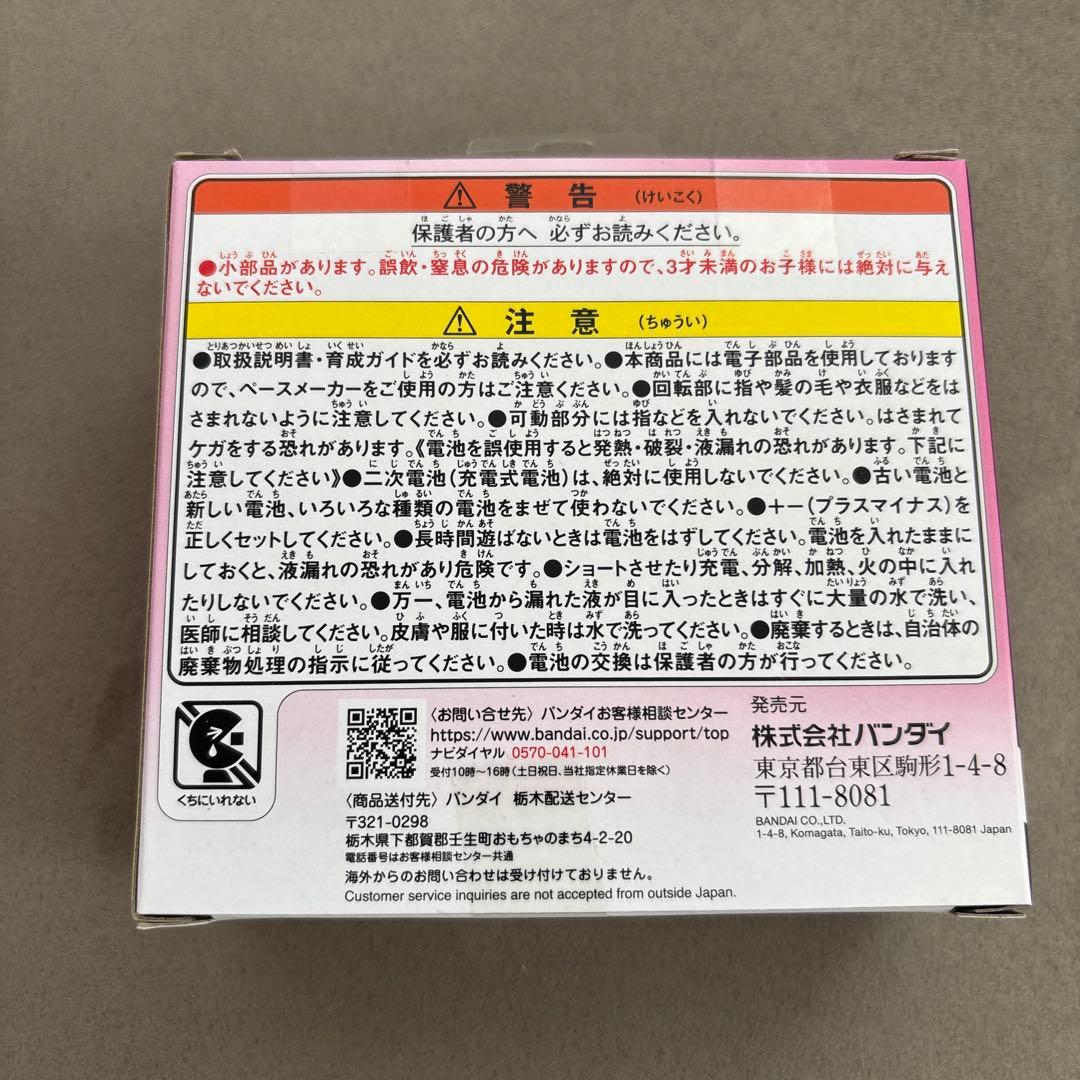 ⚠ 警告 (けいこく)
保護者の方へ 必ずお読みください。
●小部品があります。誤飲・窒息の危険がありますので、3才未満のお子様には絶対に与え
ないでください。
⚠ 注意 (ちゅうい)
●取扱説明書・育成ガイドを必ずお読みください。●本商品には電子部品を使用しております
ので、ペースメーカーをご使用の方はご注意ください。●回転部に指や髪の毛や衣服などをは
さまれないように注意してください。●可動部分には指などを入れないでください。はさまれて
ケガをする恐れがあります。《電池を誤使用すると発熱・破裂・液漏れの恐れがあります。下記に
注意してください》●二次電池(充電式電池)は、絶対に使用しないでください。●古い電池と
新しい電池、いろいろな種類の電池をまぜて使わないでください。●+-(プラスマイナス)を
正しくセットしてください。●長時間遊ばないときは電池をはずしてください。電池を入れたままに
しておくと、液漏れの恐れがあり危険です。●ショートさせたり充電、分解、加熱、火の中に入れ
たりしないでください。●万一、電池から漏れた液が目に入ったときはすぐに大量の水で洗い、
医師に相談してください。皮膚や服に付いた時は水で洗ってください。●廃棄するときは、自治体の
廃棄物処理の指示に従ってください。●電池の交換は保護者の方が行ってください。
くちにいれない
〈お問い合せ先〉バンダイお客様相談センター
https://www.bandai.co.jp/support/top
ナビダイヤル 0570-041-101
受付10時〜16時(土日祝日、当社指定休業日を除く)
〈商品送付先〉バンダイ 栃木配送センター
〒321-0298
栃木県下都賀郡壬生町おもちゃのまち4-2-20
電話番号はお客様相談センター共通
海外からのお問い合わせは受け付けておりません。
Customer service inquiries are not accepted from outside Japan.
発売元
株式会社バンダイ
東京都台東区駒形1-4-8
〒111-8081
BANDAI CO.,LTD.
1-4-8, Komagata, Taito-ku, Tokyo, 111-8081 Japan